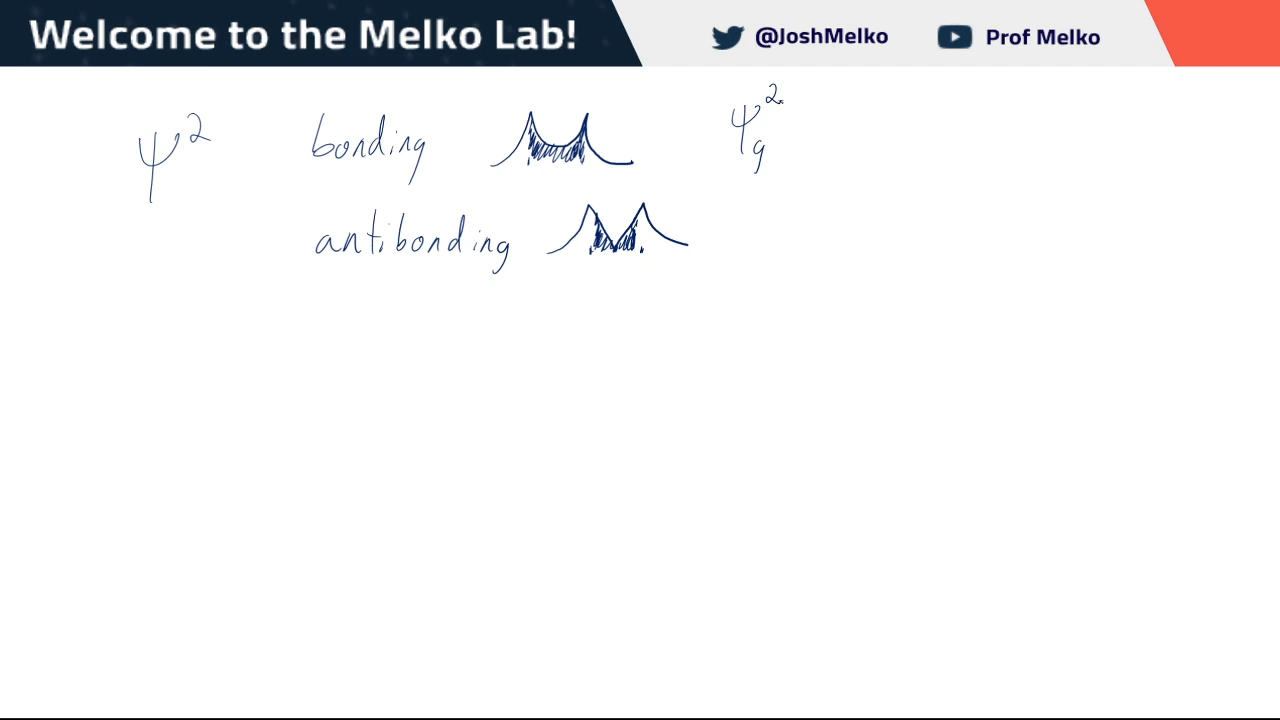 Welcome to the Melko Lab! @JoshMelko Prof Melko
ψ² bonding ψg²
antibonding